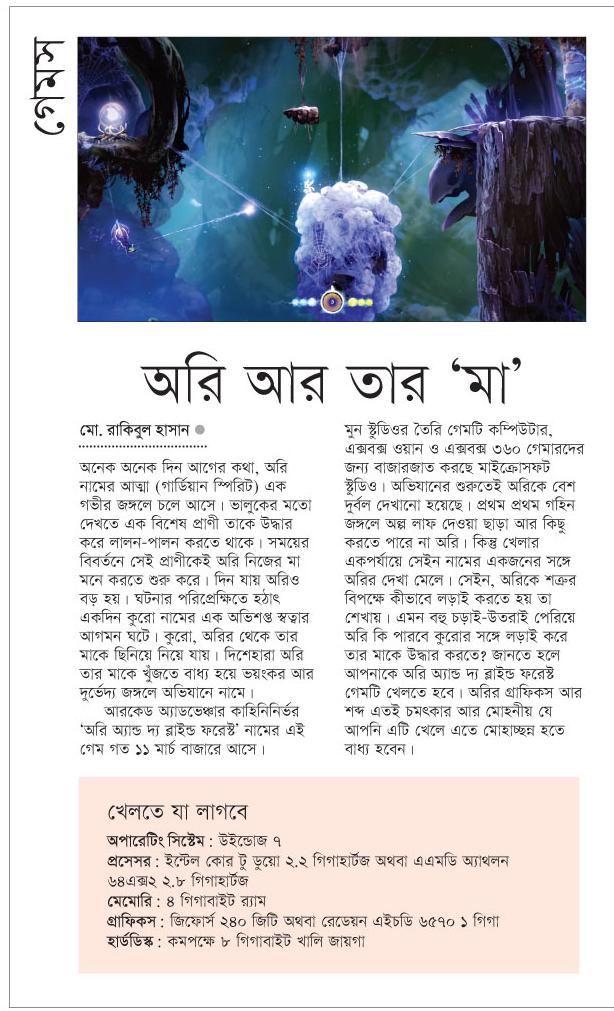 গেমস
অরি আর তার ‘মা’
মো. রাকিবুল হাসান
অনেক অনেক দিন আগের কথা, অরি
নামের আত্মা (গার্ডিয়ান স্পিরিট) এক
গভীর জঙ্গলে চলে আসে। ভালুকের মতো
দেখতে এক বিশেষ প্রাণী তাকে উদ্ধার
করে লালন-পালন করতে থাকে। সময়ের
বিবর্তনে সেই প্রাণীকেই অরি নিজের মা
মনে করতে শুরু করে। দিন যায় অরিও
বড় হয়। ঘটনার পরিপ্রেক্ষিতে হঠাৎ
একদিন কুরো নামের এক অভিশপ্ত স্বত্বার
আগমন ঘটে। কুরো, অরির থেকে তার
মাকে ছিনিয়ে নিয়ে যায়। দিশেহারা অরি
তার মাকে খুঁজতে বাধ্য হয়ে ভয়ংকর আর
দুর্ভেদ্য জঙ্গলে অভিযানে নামে।
আরকেড অ্যাডভেঞ্চার কাহিনিনির্ভর
‘অরি অ্যান্ড দ্য ব্লাইন্ড ফরেস্ট’ নামের এই
গেম গত ১১ মার্চ বাজারে আসে।
মুন স্টুডিওর তৈরি গেমটি কম্পিউটার,
এক্সবক্স ওয়ান ও এক্সবক্স ৩৬০ গেমারদের
জন্য বাজারজাত করছে মাইক্রোসফট
স্টুডিও। অভিযানের শুরুতেই অরিকে বেশ
দুর্বল দেখানো হয়েছে। প্রথম প্রথম গহিন
জঙ্গলে অল্প লাফ দেওয়া ছাড়া আর কিছু
করতে পারে না অরি। কিন্তু খেলার
একপর্যায়ে সেইন নামের একজনের সঙ্গে
অরির দেখা মেলে। সেইন, অরিকে শত্রুর
বিপক্ষে কীভাবে লড়াই করতে হয় তা
শেখায়। এমন বহু চড়াই-উতরাই পেরিয়ে
অরি কি পারবে কুরোর সঙ্গে লড়াই করে
তার মাকে উদ্ধার করতে? জানতে হলে
আপনাকে অরি অ্যান্ড দ্য ব্লাইন্ড ফরেস্ট
গেমটি খেলতে হবে। অরির গ্রাফিকস আর
শব্দ এতই চমৎকার আর মোহনীয় যে
আপনি এটি খেলে এতে মোহাচ্ছন্ন হতে
বাধ্য হবেন।
খেলতে যা লাগবে
অপারেটিং সিস্টেম : উইন্ডোজ ৭
প্রসেসর : ইন্টেল কোর টু ডুয়ো ২.২ গিগাহার্টজ অথবা এএমডি অ্যাথলন
৬৪এক্স২ ২.৮ গিগাহার্টজ
মেমোরি : ৪ গিগাবাইট র‍্যাম
গ্রাফিকস : জিফোর্স ২৪০ জিটি অথবা রেডেয়ন এইচডি ৬৫৭০ ১ গিগা
হার্ডডিস্ক : কমপক্ষে ৮ গিগাবাইট খালি জায়গা